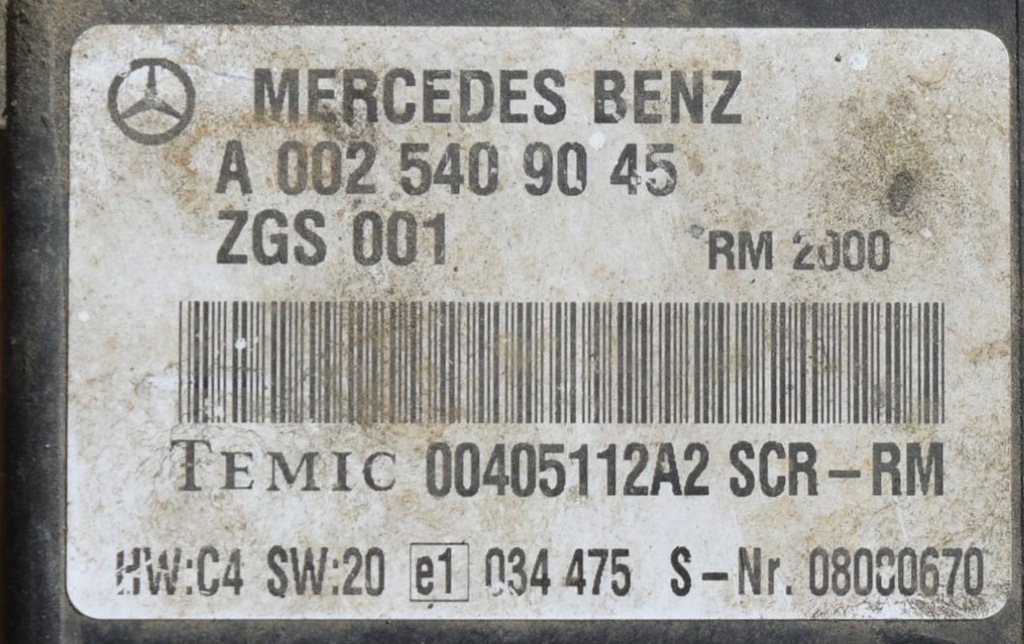 MERCEDES BENZ
A 002 540 90 45
ZGS 001 RM 2000
TEMIC 00405112A2 SCR-RM
HW:C4 SW:20 e1 034 475 S-Nr. 08080670